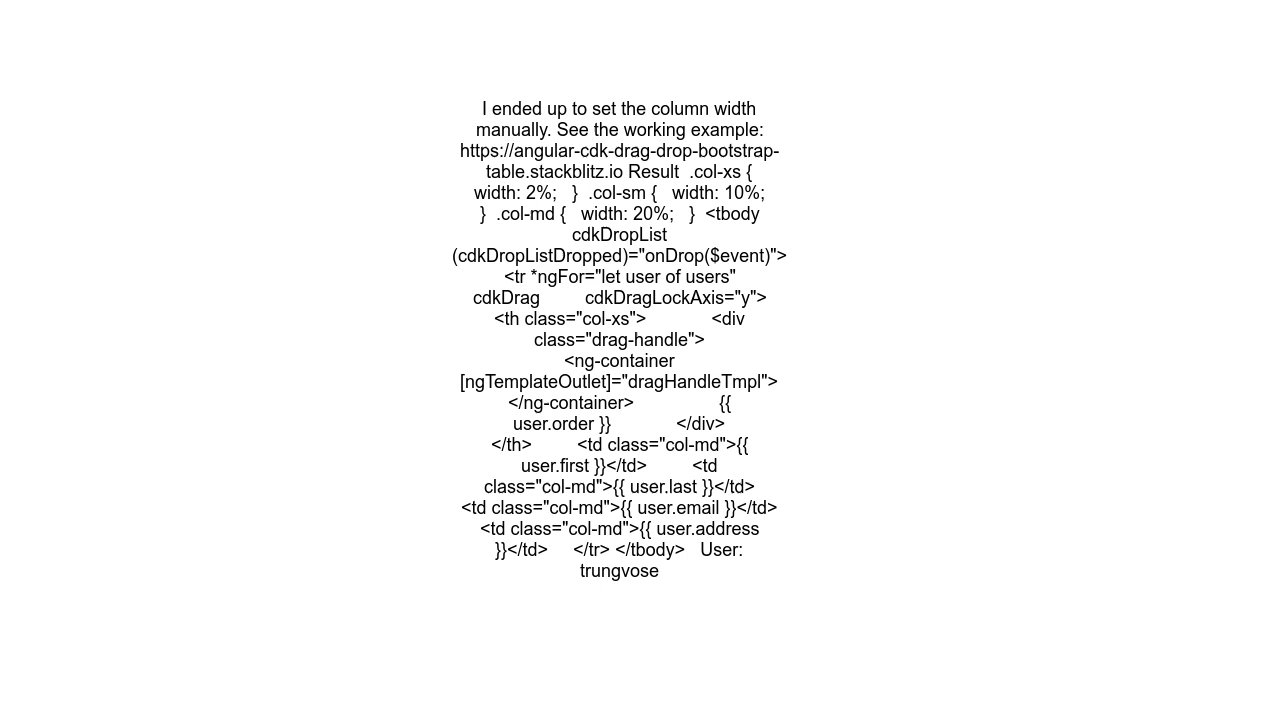 I ended up to set the column width
manually. See the working example:
https://angular-cdk-drag-drop-bootstrap-
table.stackblitz.io Result  .col-xs {
width: 2%;   }  .col-sm {   width: 10%;
}  .col-md {   width: 20%;   }  <tbody
cdkDropList
(cdkDropListDropped)="onDrop($event)">
<tr *ngFor="let user of users"
cdkDrag         cdkDragLockAxis="y">
<th class="col-xs">             <div
class="drag-handle">
<ng-container
[ngTemplateOutlet]="dragHandleTmpl">
</ng-container>                 {{
user.order }}             </div>
</th>         <td class="col-md">{{
user.first }}</td>         <td
class="col-md">{{ user.last }}</td>
<td class="col-md">{{ user.email }}</td>
<td class="col-md">{{ user.address
}}</td>     </tr> </tbody>   User:
trungvose